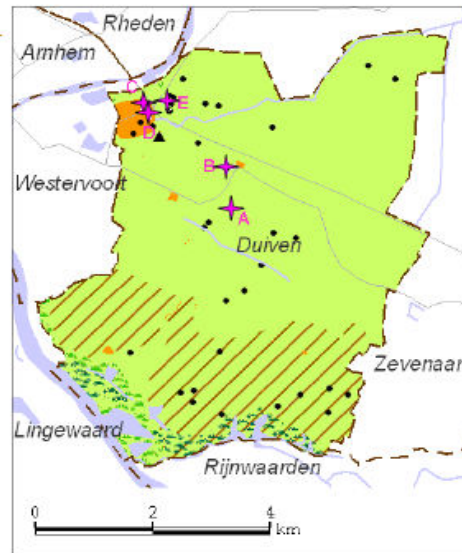 Rheden
Arnhem
C
E
D
Westervoort
B
A
Duiven
Zevenaar
Lingewaard
Rijnwaarden
0 2 4
km